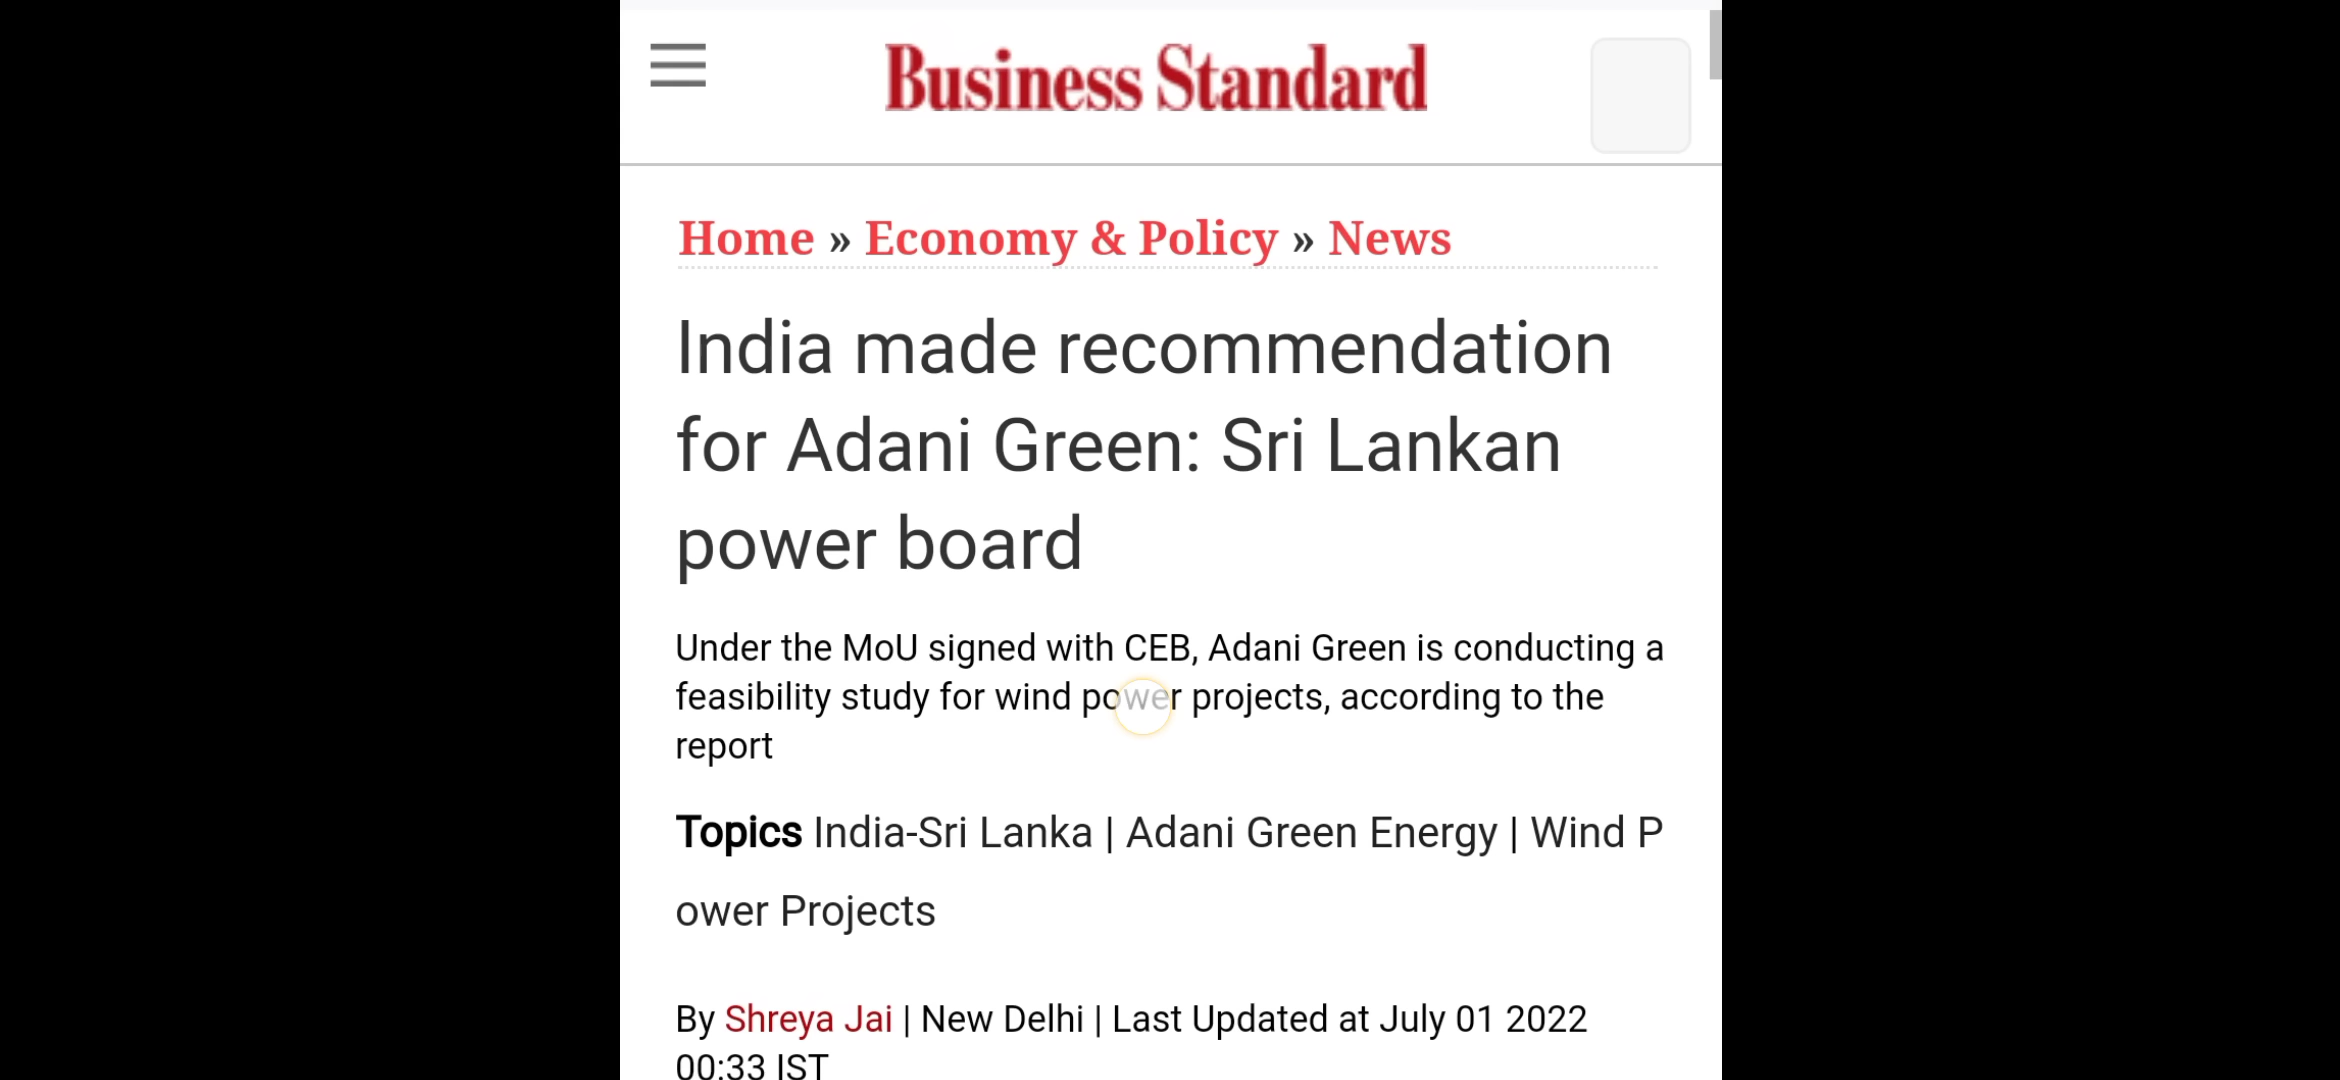 Business Standard
Home » Economy & Policy » News
India made recommendation
for Adani Green: Sri Lankan
power board
Under the MoU signed with CEB, Adani Green is conducting a
feasibility study for wind power projects, according to the
report
Topics India-Sri Lanka | Adani Green Energy | Wind P
ower Projects
By Shreya Jai | New Delhi | Last Updated at July 01 2022
00:33 IST